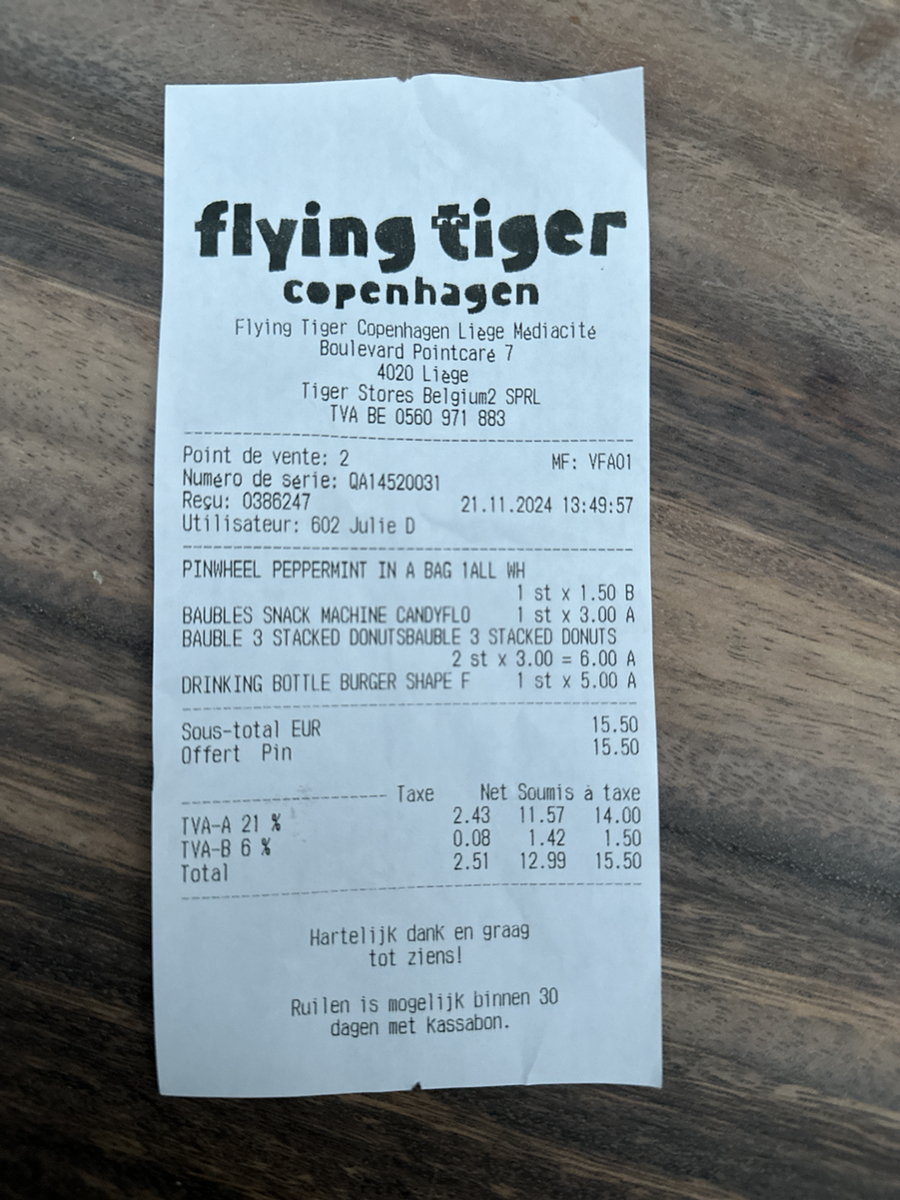 flying tiger
copenhagen
Flying Tiger Copenhagen Liège Médiacité
Boulevard Pointcaré 7
4020 Liège
Tiger Stores Belgium2 SPRL
TVA BE 0560 971 883
Point de vente: 2 MF: VFA01
Numéro de série: QA14520031
Reçu: 0386247 21.11.2024 13:49:57
Utilisateur: 602 Julie D
PINWHEEL PEPPERMINT IN A BAG 1ALL WH
1 st x 1.50 B
BAUBLES SNACK MACHINE CANDYFLO 1 st x 3.00 A
BAUBLE 3 STACKED DONUTSBAUBLE 3 STACKED DONUTS
2 st x 3.00 = 6.00 A
DRINKING BOTTLE BURGER SHAPE F 1 st x 5.00 A
Sous-total EUR 15.50
Offert Pin 15.50
Taxe Net Soumis à taxe
TVA-A 21 % 2.43 11.57 14.00
TVA-B 6 % 0.08 1.42 1.50
Total 2.51 12.99 15.50
Hartelijk dank en graag
tot ziens!
Ruilen is mogelijk binnen 30
dagen met kassabon.